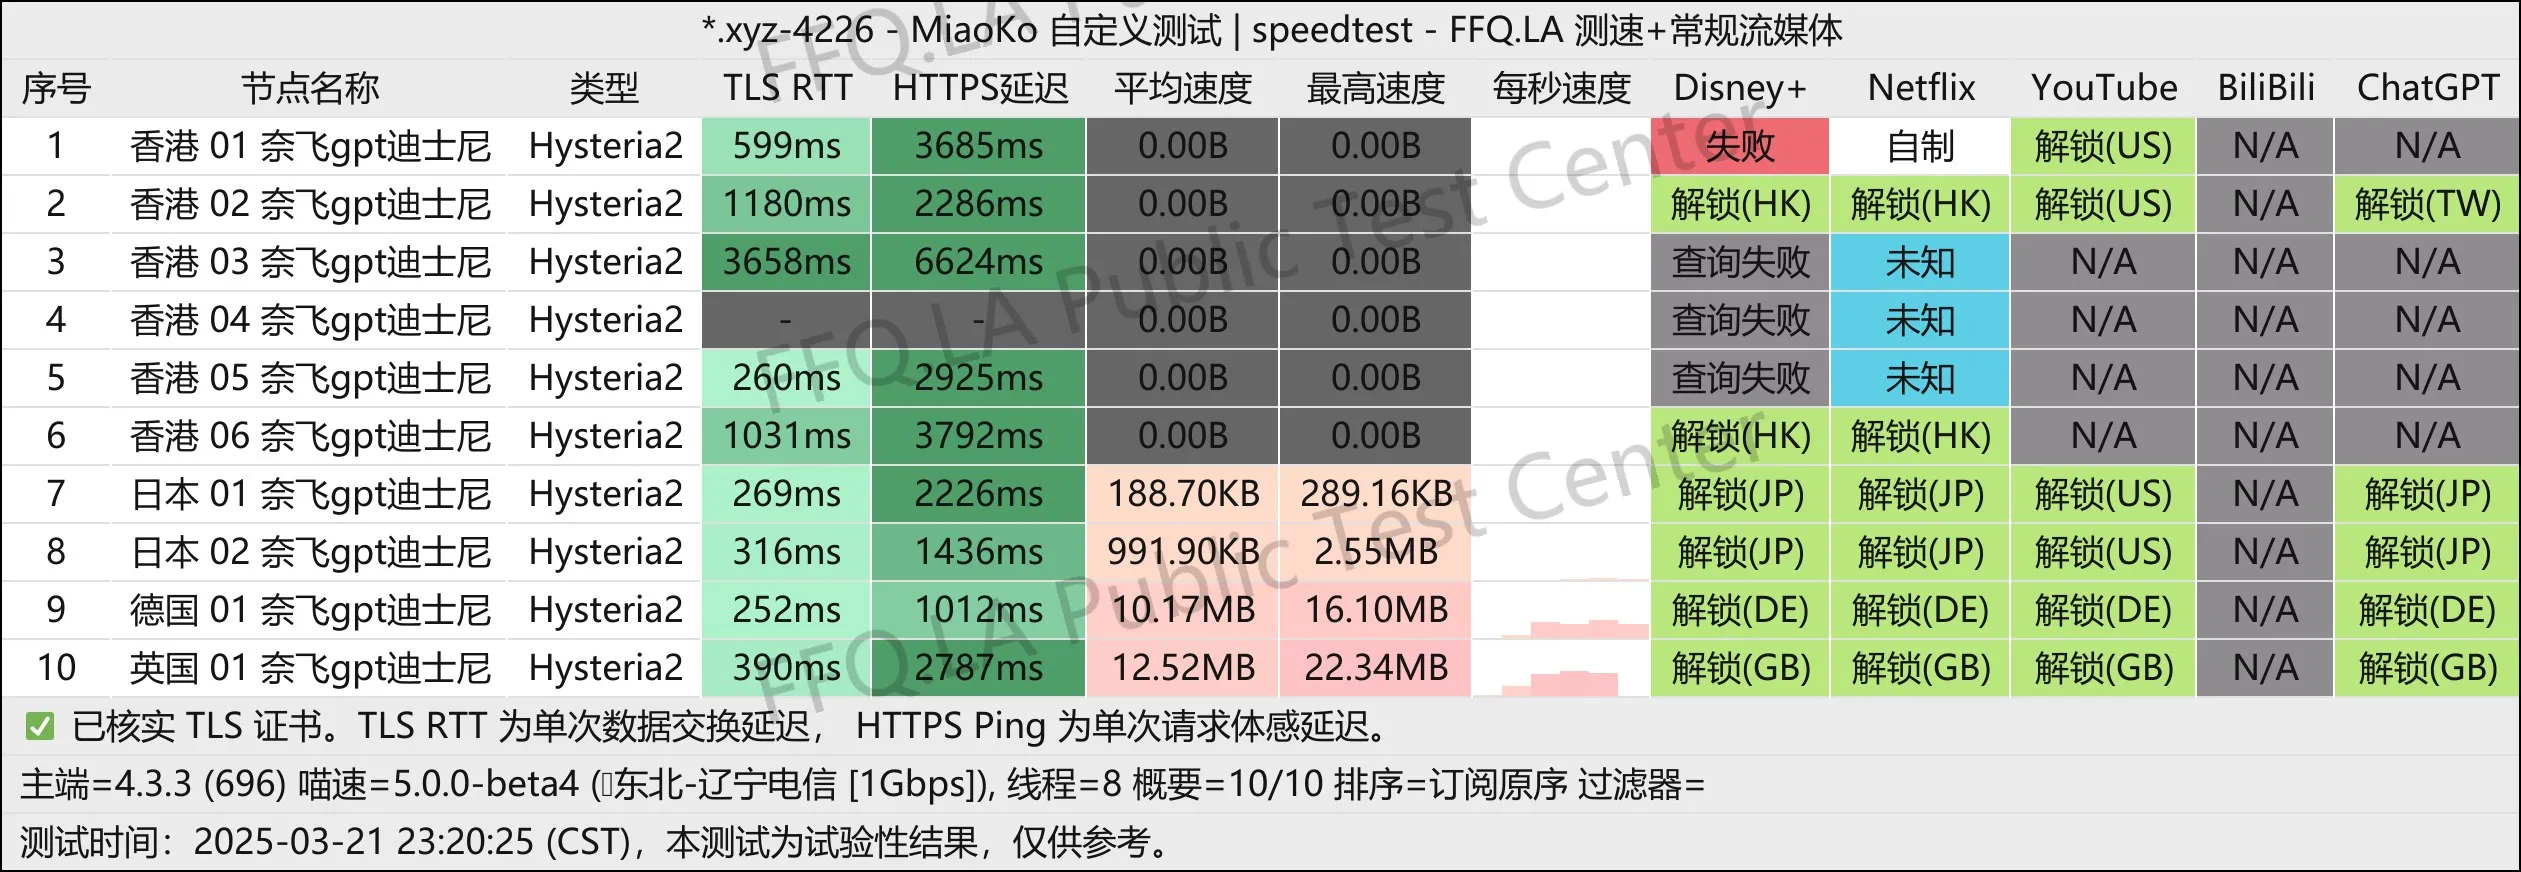 *.xyz-4226 - MiaoKo 自定义测试 | speedtest - FFQ.LA 测速+常规流媒体
序号 节点名称 类型 TLS RTT HTTPS延迟 平均速度 最高速度 每秒速度 Disney+ Netflix YouTube BiliBili ChatGPT
1 香港 01 奈飞gpt迪士尼 Hysteria2 599ms 3685ms 0.00B 0.00B 失败 自制 解锁(US) N/A N/A
2 香港 02 奈飞gpt迪士尼 Hysteria2 1180ms 2286ms 0.00B 0.00B 解锁(HK) 解锁(HK) 解锁(US) N/A 解锁(TW)
3 香港 03 奈飞gpt迪士尼 Hysteria2 3658ms 6624ms 0.00B 0.00B 查询失败 未知 N/A N/A N/A
4 香港 04 奈飞gpt迪士尼 Hysteria2 - - 0.00B 0.00B 查询失败 未知 N/A N/A N/A
5 香港 05 奈飞gpt迪士尼 Hysteria2 260ms 2925ms 0.00B 0.00B 查询失败 未知 N/A N/A N/A
6 香港 06 奈飞gpt迪士尼 Hysteria2 1031ms 3792ms 0.00B 0.00B 解锁(HK) 解锁(HK) N/A N/A N/A
7 日本 01 奈飞gpt迪士尼 Hysteria2 269ms 2226ms 188.70KB 289.16KB 解锁(JP) 解锁(JP) 解锁(US) N/A 解锁(JP)
8 日本 02 奈飞gpt迪士尼 Hysteria2 316ms 1436ms 991.90KB 2.55MB 解锁(JP) 解锁(JP) 解锁(US) N/A 解锁(JP)
9 德国 01 奈飞gpt迪士尼 Hysteria2 252ms 1012ms 10.17MB 16.10MB 解锁(DE) 解锁(DE) 解锁(DE) N/A 解锁(DE)
10 英国 01 奈飞gpt迪士尼 Hysteria2 390ms 2787ms 12.52MB 22.34MB 解锁(GB) 解锁(GB) 解锁(GB) N/A 解锁(GB)
✅ 已核实 TLS 证书。TLS RTT 为单次数据交换延迟， HTTPS Ping 为单次请求体感延迟。
主端=4.3.3 (696) 喵速=5.0.0-beta4 (东北-辽宁电信 [1Gbps]), 线程=8 概要=10/10 排序=订阅原序 过滤器=
测试时间：2025-03-21 23:20:25 (CST)，本测试为试验性结果，仅供参考。
FFQ.LA Public Test Center
FFQ.LA Public Test Center